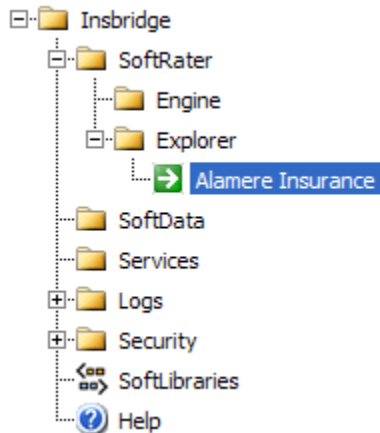 Insbridge
SoftRater
Engine
Explorer
Alamere Insurance
SoftData
Services
Logs
Security
SoftLibraries
Help